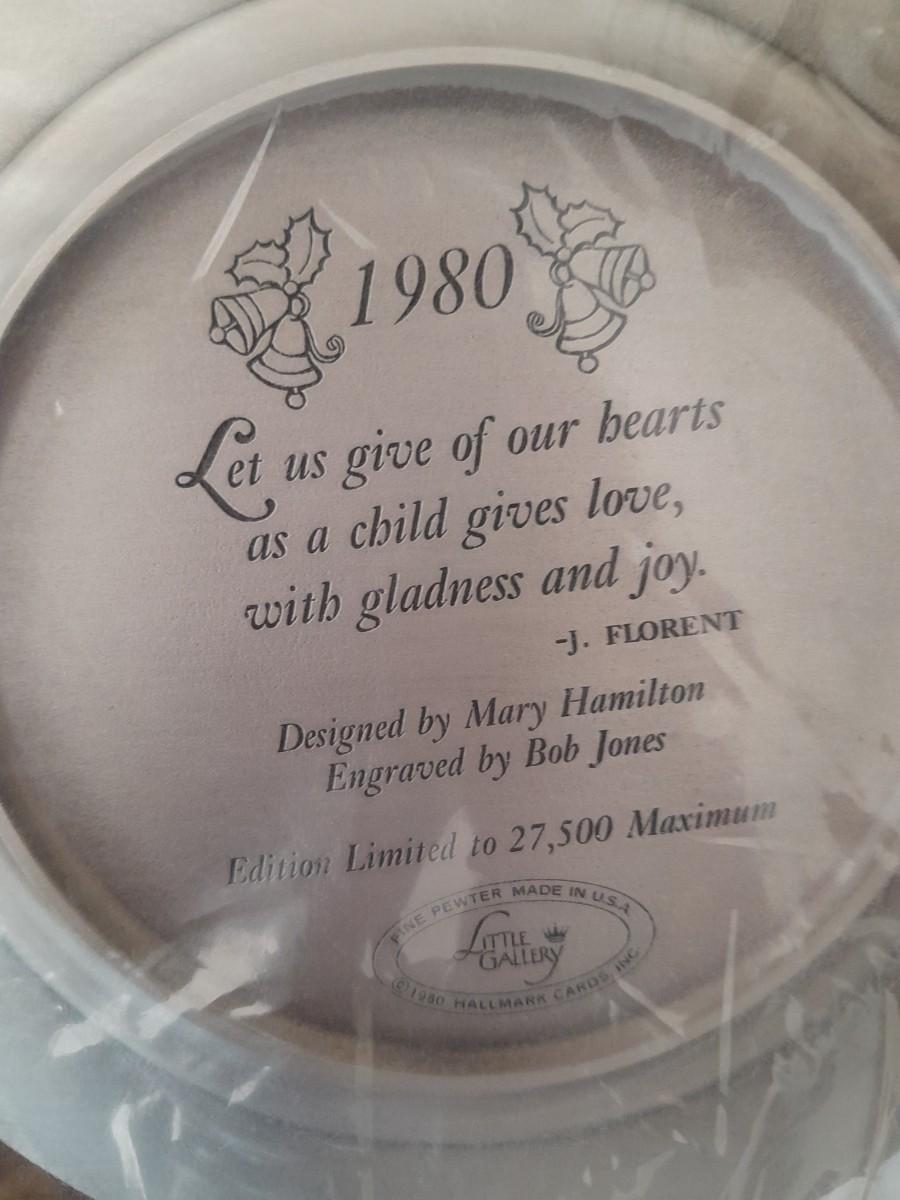 1980
Let us give of our hearts
as a child gives love,
with gladness and joy.
-J. FLORENT
Designed by Mary Hamilton
Engraved by Bob Jones
Edition Limited to 27,500 Maximum
FINE PEWTER MADE IN U.S.A.
LITTLE
GALLERY
©1980 HALLMARK CARDS, INC.